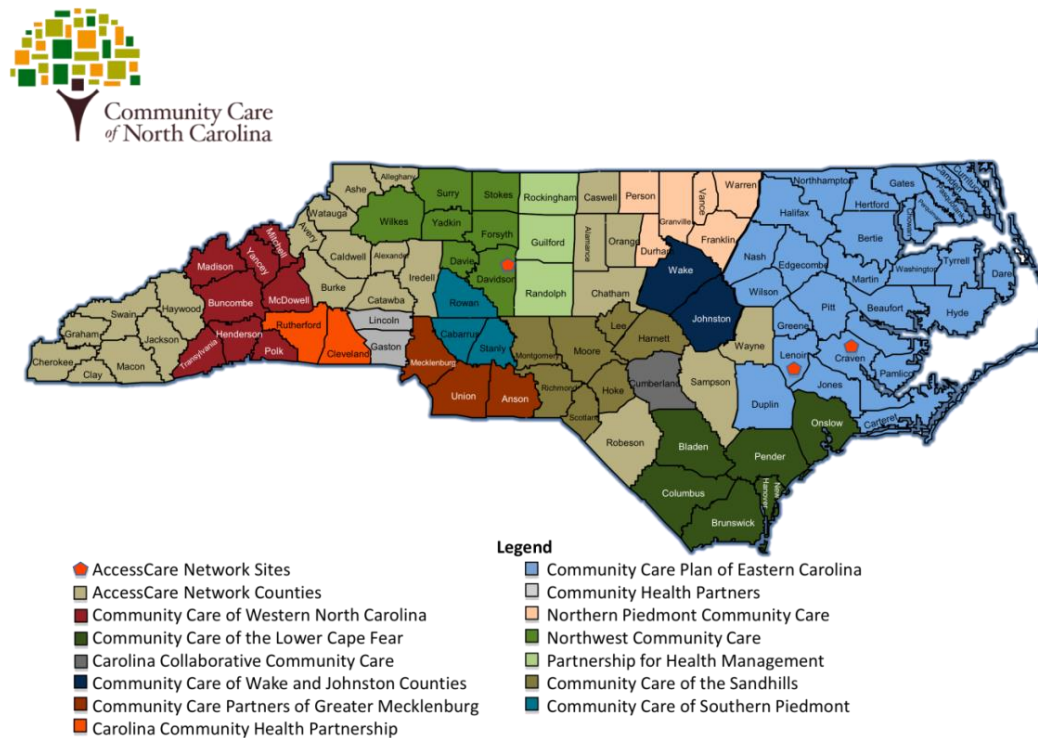 Community Care
of North Carolina
Alleghany
Ashe
Surry
Stokes
Rockingham
Caswell
Person
Vance
Warren
Granville
Northhampton
Gates
Currituck
Camden
Pasquotank
Perquimans
Chowan
Hertford
Halifax
Watauga
Wilkes
Yadkin
Forsyth
Guilford
Alamance
Orange
Durham
Franklin
Bertie
Mitchell
Avery
Yancey
Caldwell
Alexander
Iredell
Davie
Davidson
Nash
Edgecombe
Martin
Washington
Tyrrell
Dare
Madison
Burke
Catawba
Rowan
Randolph
Chatham
Wake
Wilson
Pitt
Beaufort
Hyde
Swain
Haywood
Buncombe
McDowell
Lincoln
Cabarrus
Lee
Johnston
Greene
Graham
Jackson
Henderson
Rutherford
Cleveland
Gaston
Mecklenburg
Stanly
Montgomery
Moore
Harnett
Wayne
Lenoir
Craven
Pamlico
Cherokee
Clay
Macon
Transylvania
Polk
Union
Anson
Richmond
Hoke
Scotland
Cumberland
Sampson
Duplin
Jones
Carteret
Robeson
Bladen
Onslow
Pender
Columbus
New
Hanover
Brunswick
Legend
AccessCare Network Sites
AccessCare Network Counties
Community Care of Western North Carolina
Community Care of the Lower Cape Fear
Carolina Collaborative Community Care
Community Care of Wake and Johnston Counties
Community Care Partners of Greater Mecklenburg
Carolina Community Health Partnership
Community Care Plan of Eastern Carolina
Community Health Partners
Northern Piedmont Community Care
Northwest Community Care
Partnership for Health Management
Community Care of the Sandhills
Community Care of Southern Piedmont